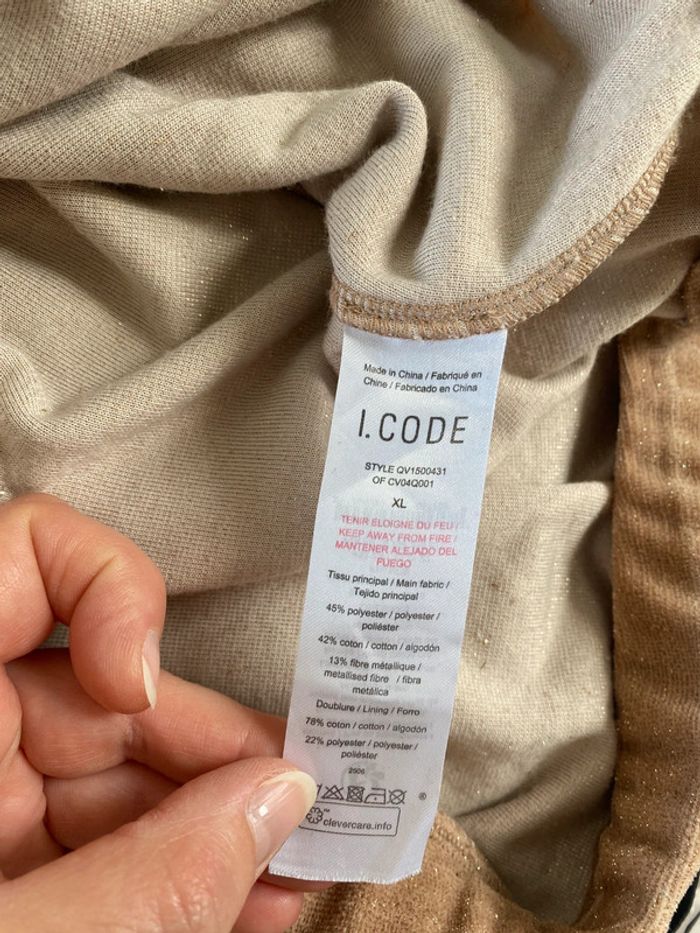 Made in China / Fabriqué en
Chine / Fabricado en China
I.CODE
STYLE QV1500431
OF CV04Q001
XL
TENIR ELOIGNE DU FEU /
KEEP AWAY FROM FIRE /
MANTENER ALEJADO DEL
FUEGO
Tissu principal / Main fabric /
Tejido principal
45% polyester / polyester /
poliéster
42% coton / cotton / algodón
13% fibre métallique /
metallised fibre / fibra
metálica
Doublure / Lining / Forro
78% coton / cotton / algodón
22% polyester / polyester /
poliéster
2506
®
™
clevercare.info